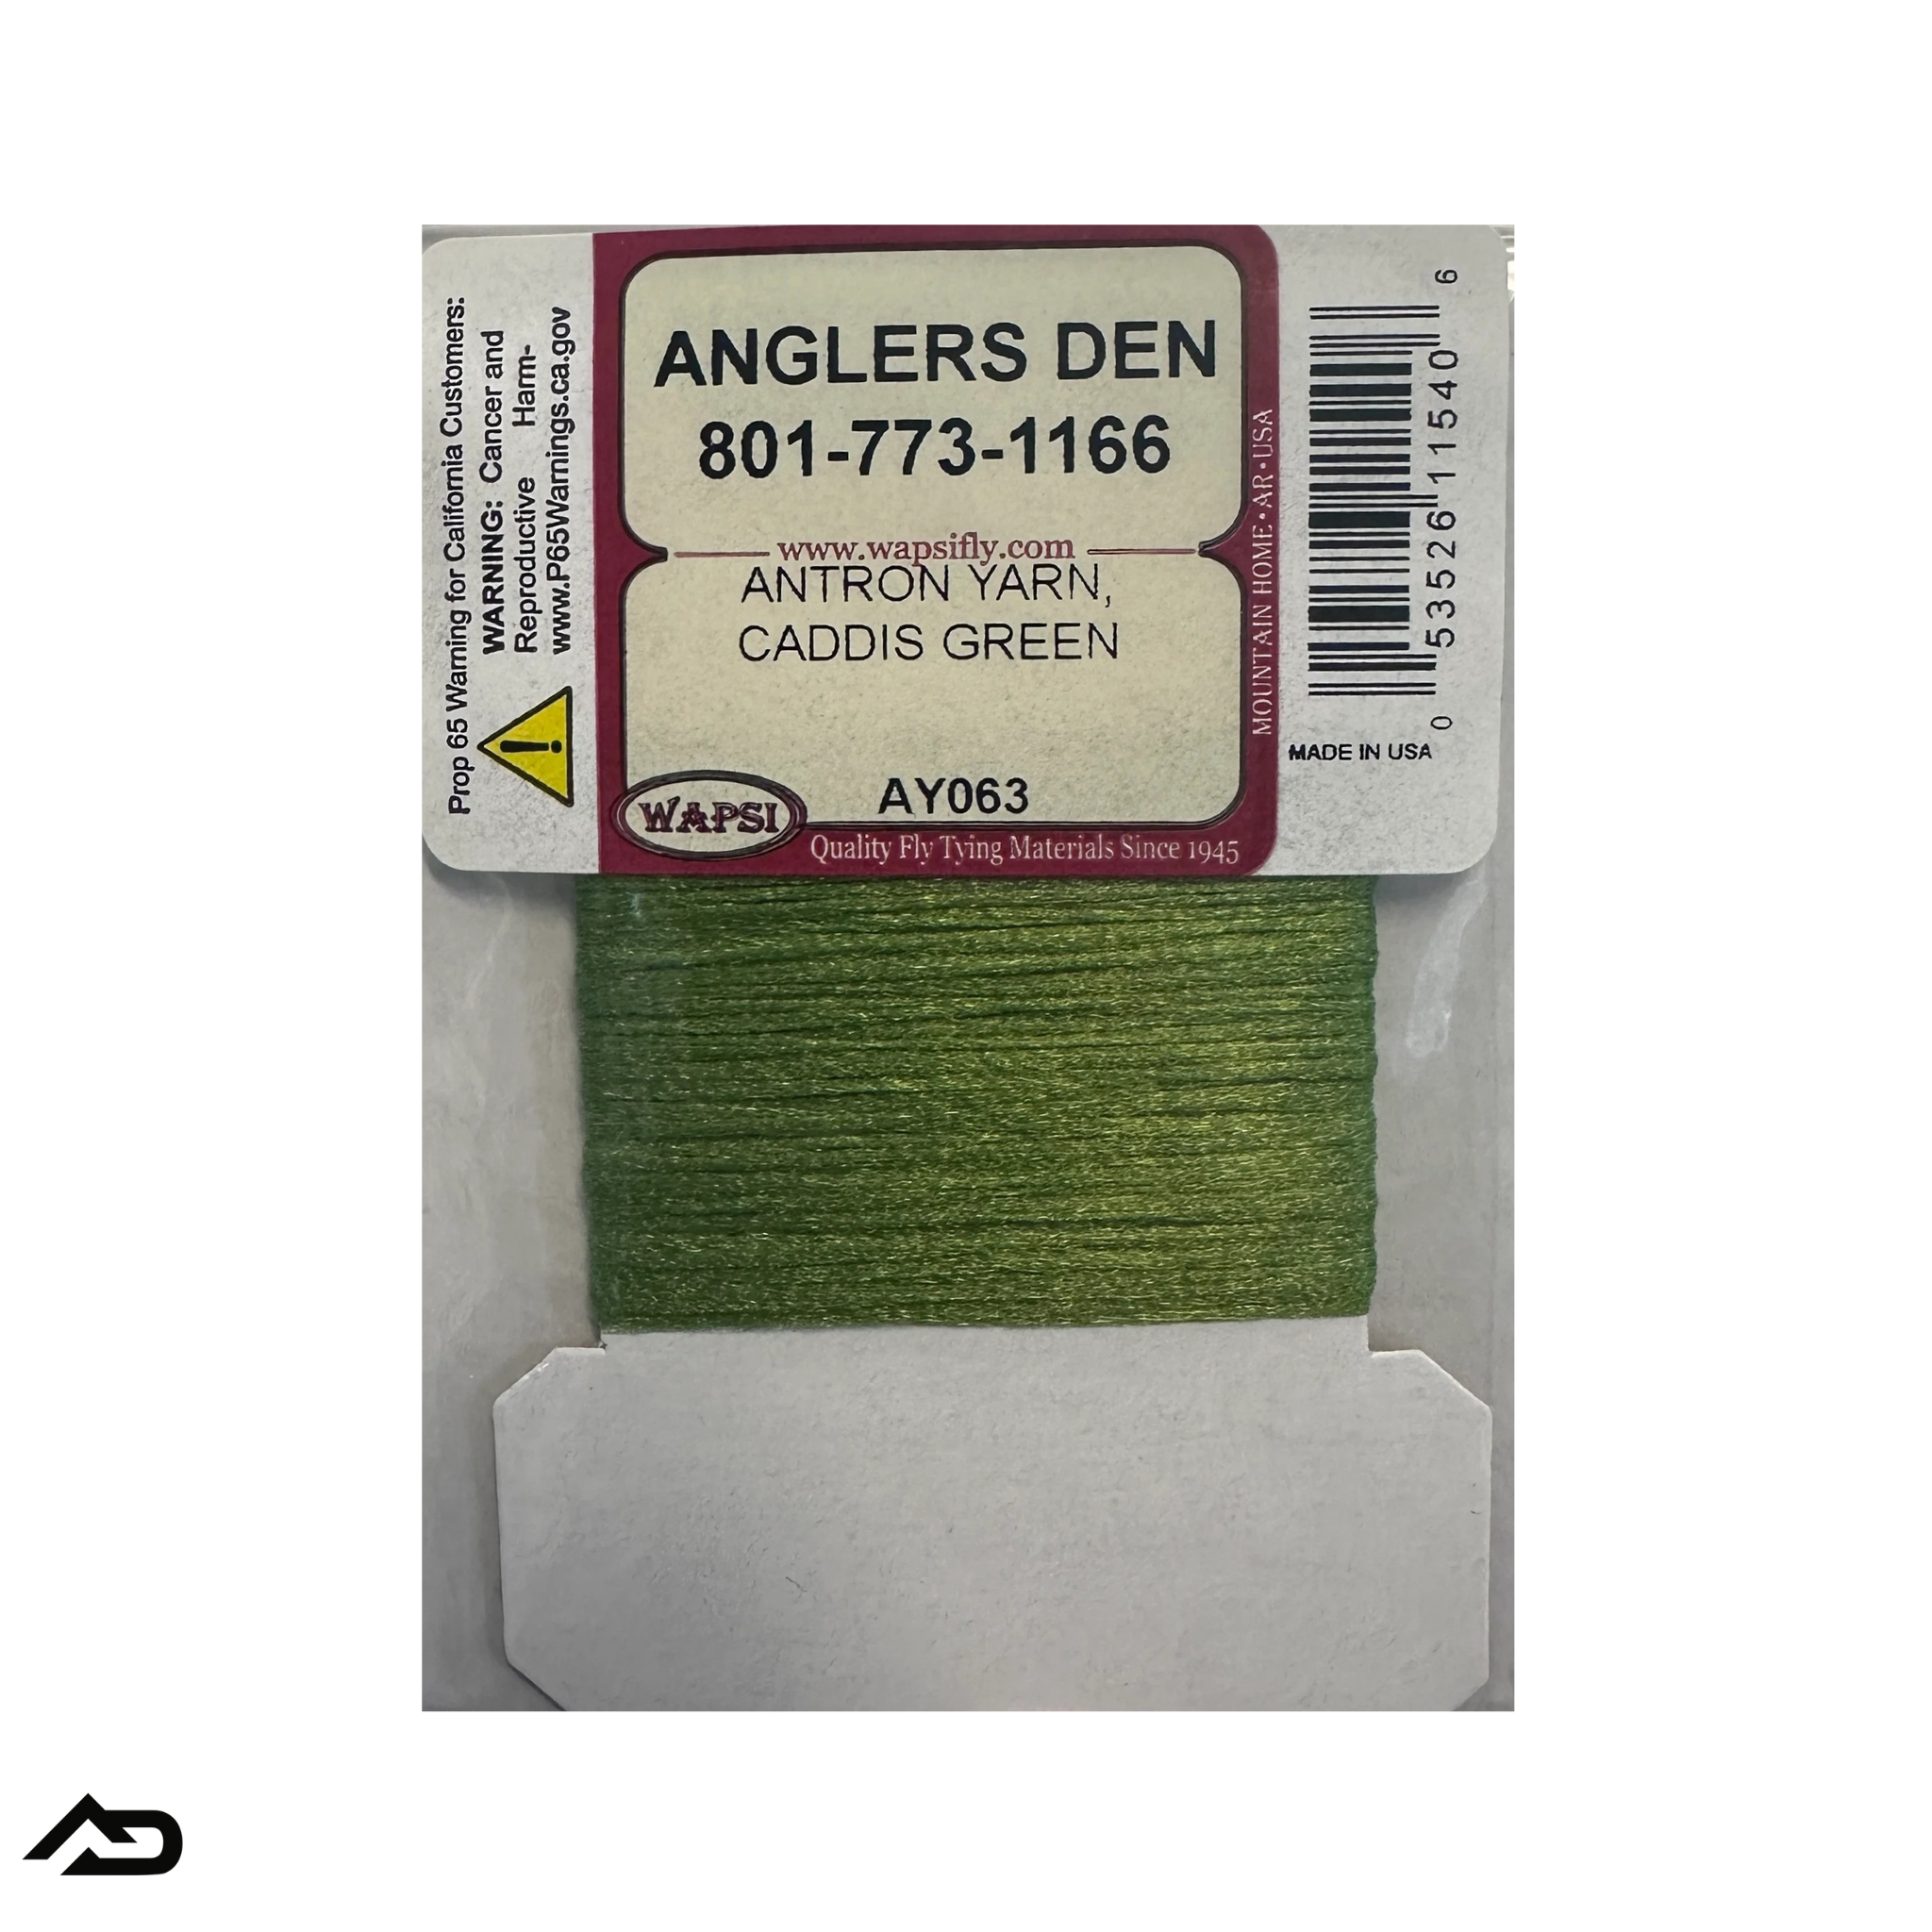 Prop 65 Warning for California Customers:
WARNING: Cancer and
Reproductive Harm-
www.P65Warnings.ca.gov
ANGLERS DEN
801-773-1166
www.wapsifly.com
ANTRON YARN,
CADDIS GREEN
AY063
WAPSI
Quality Fly Tying Materials Since 1945
MOUNTAIN HOME • AR • USA
0 53526 11540 6
MADE IN USA
AD